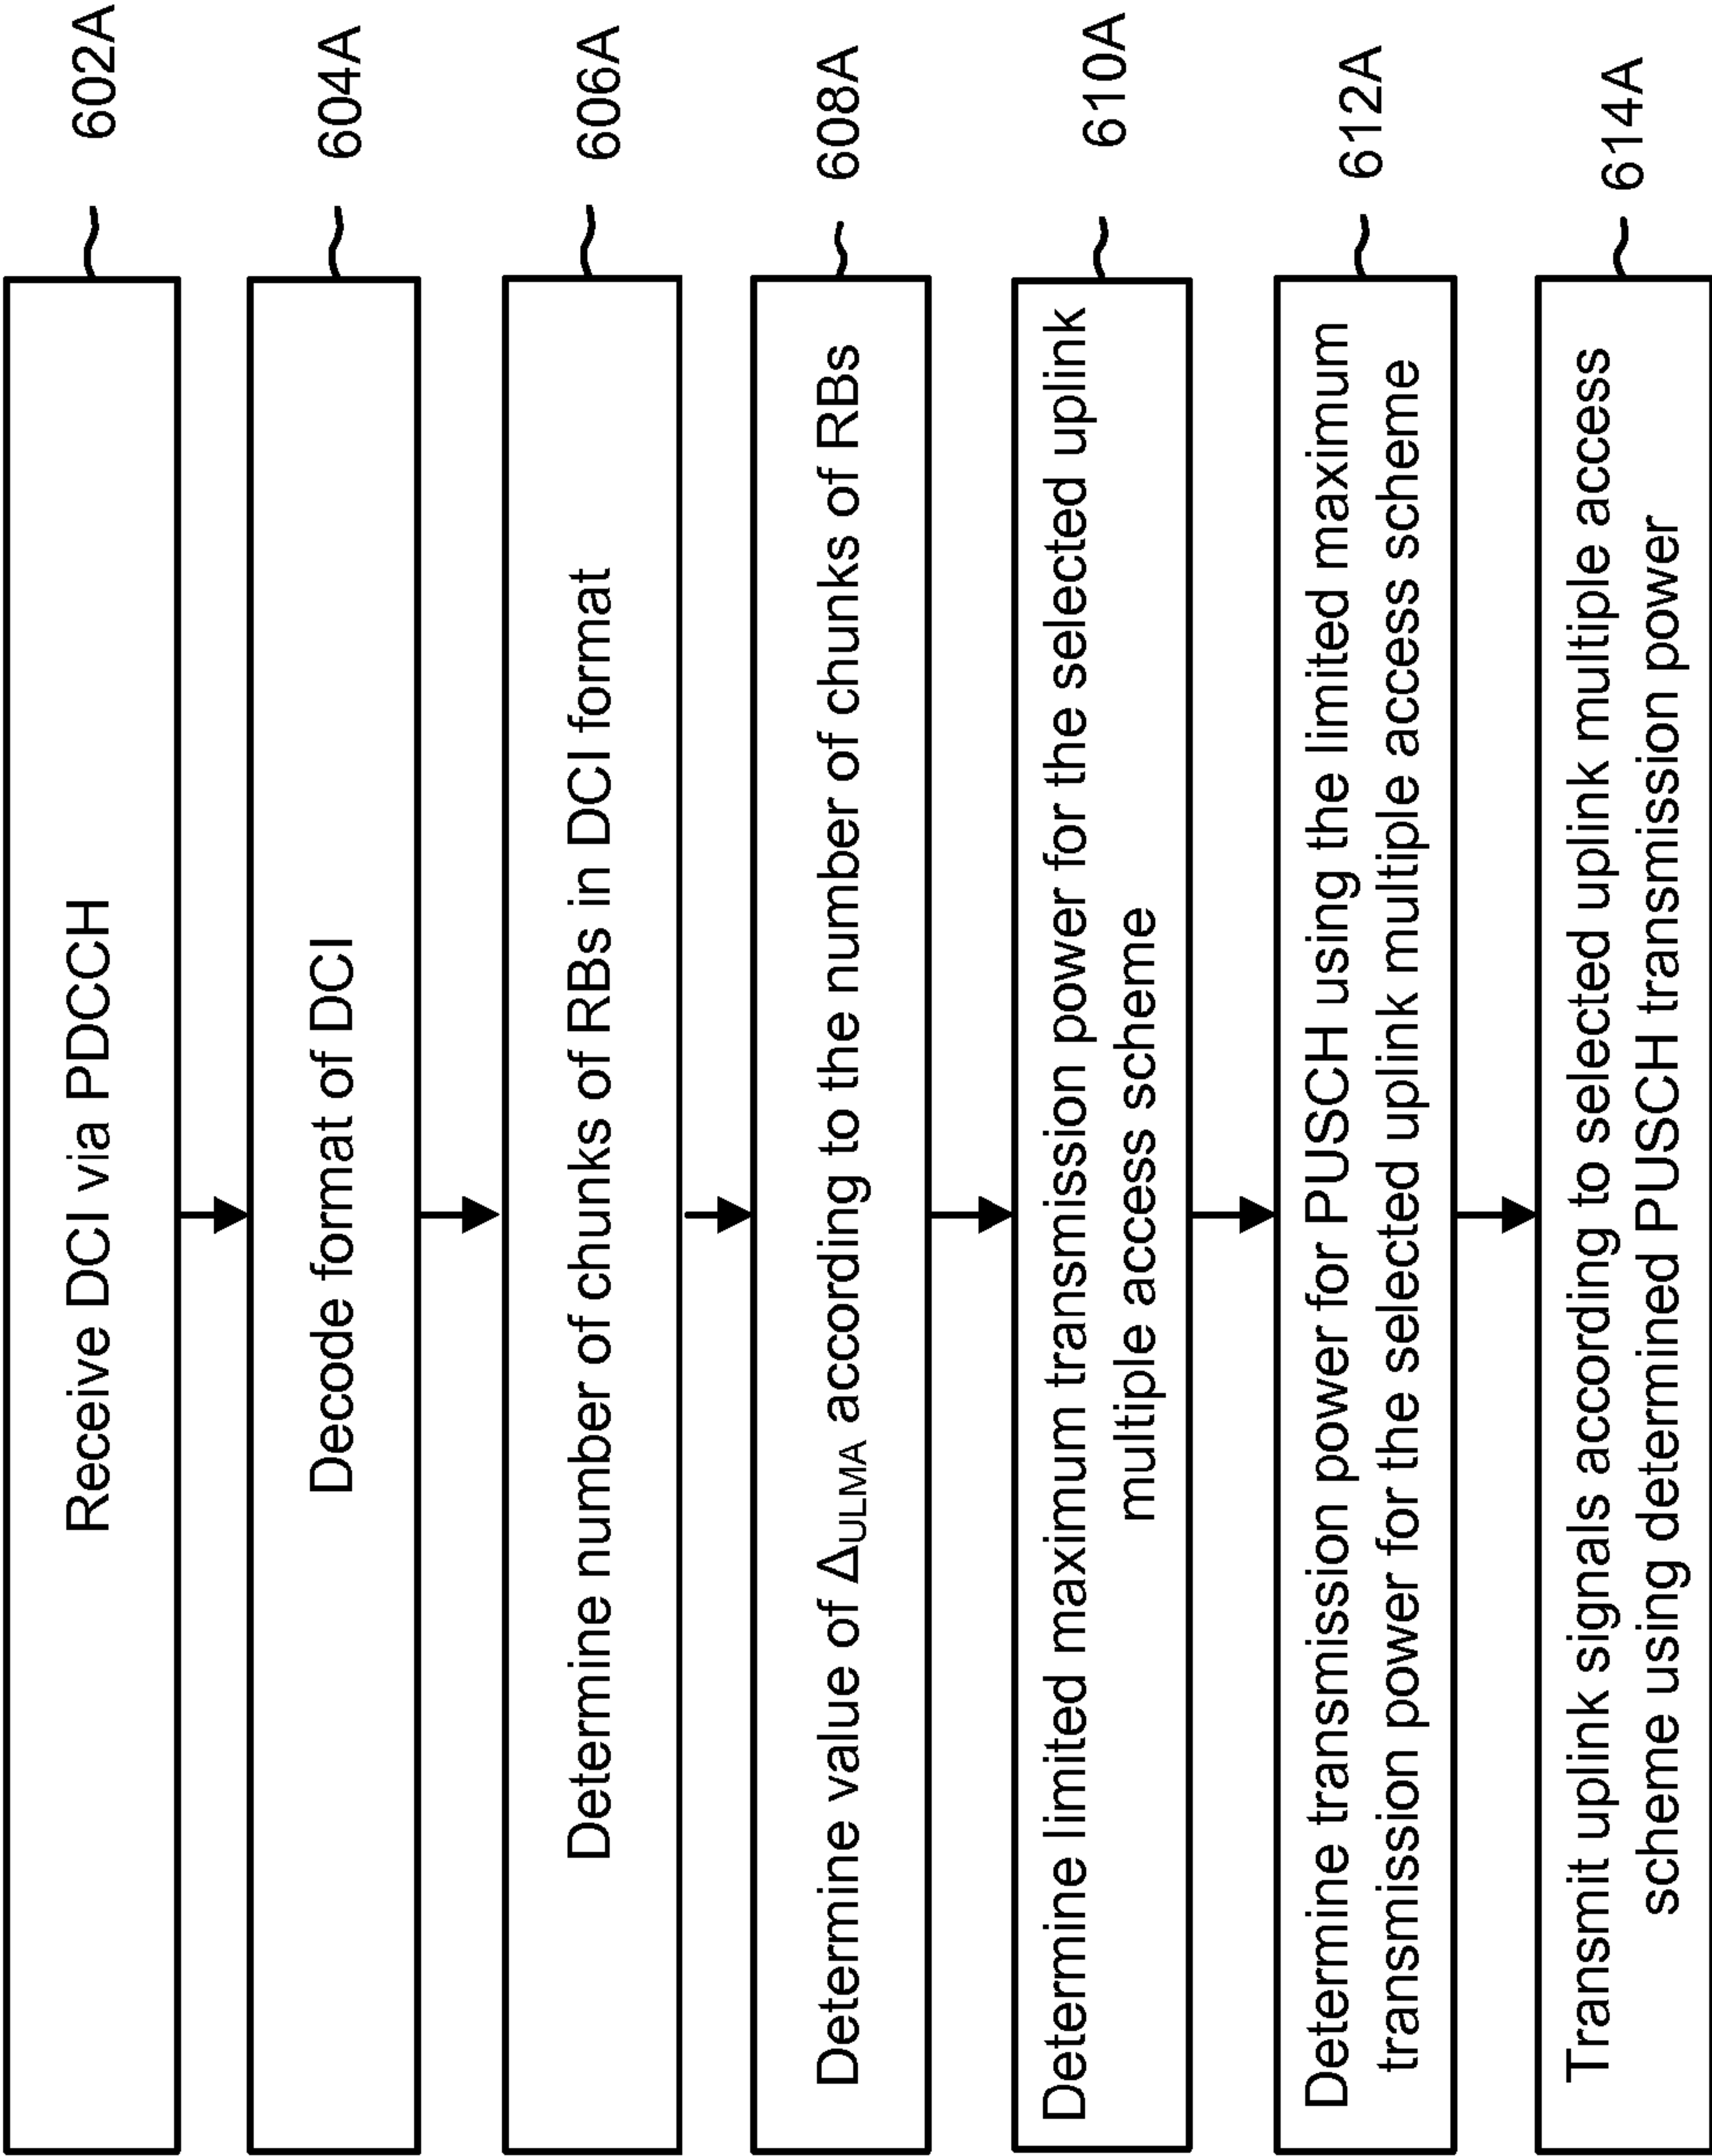 Receive DCI via PDCCH
602A
Decode format of DCI
604A
Determine number of chunks of RBs in DCI format
606A
Determine value of ΔULMA according to the number of chunks of RBs
608A
Determine limited maximum transmission power for the selected uplink
multiple access scheme
610A
Determine transmission power for PUSCH using the limited maximum
transmission power for the selected uplink multiple access scheme
612A
Transmit uplink signals according to selected uplink multiple access
scheme using determined PUSCH transmission power
614A